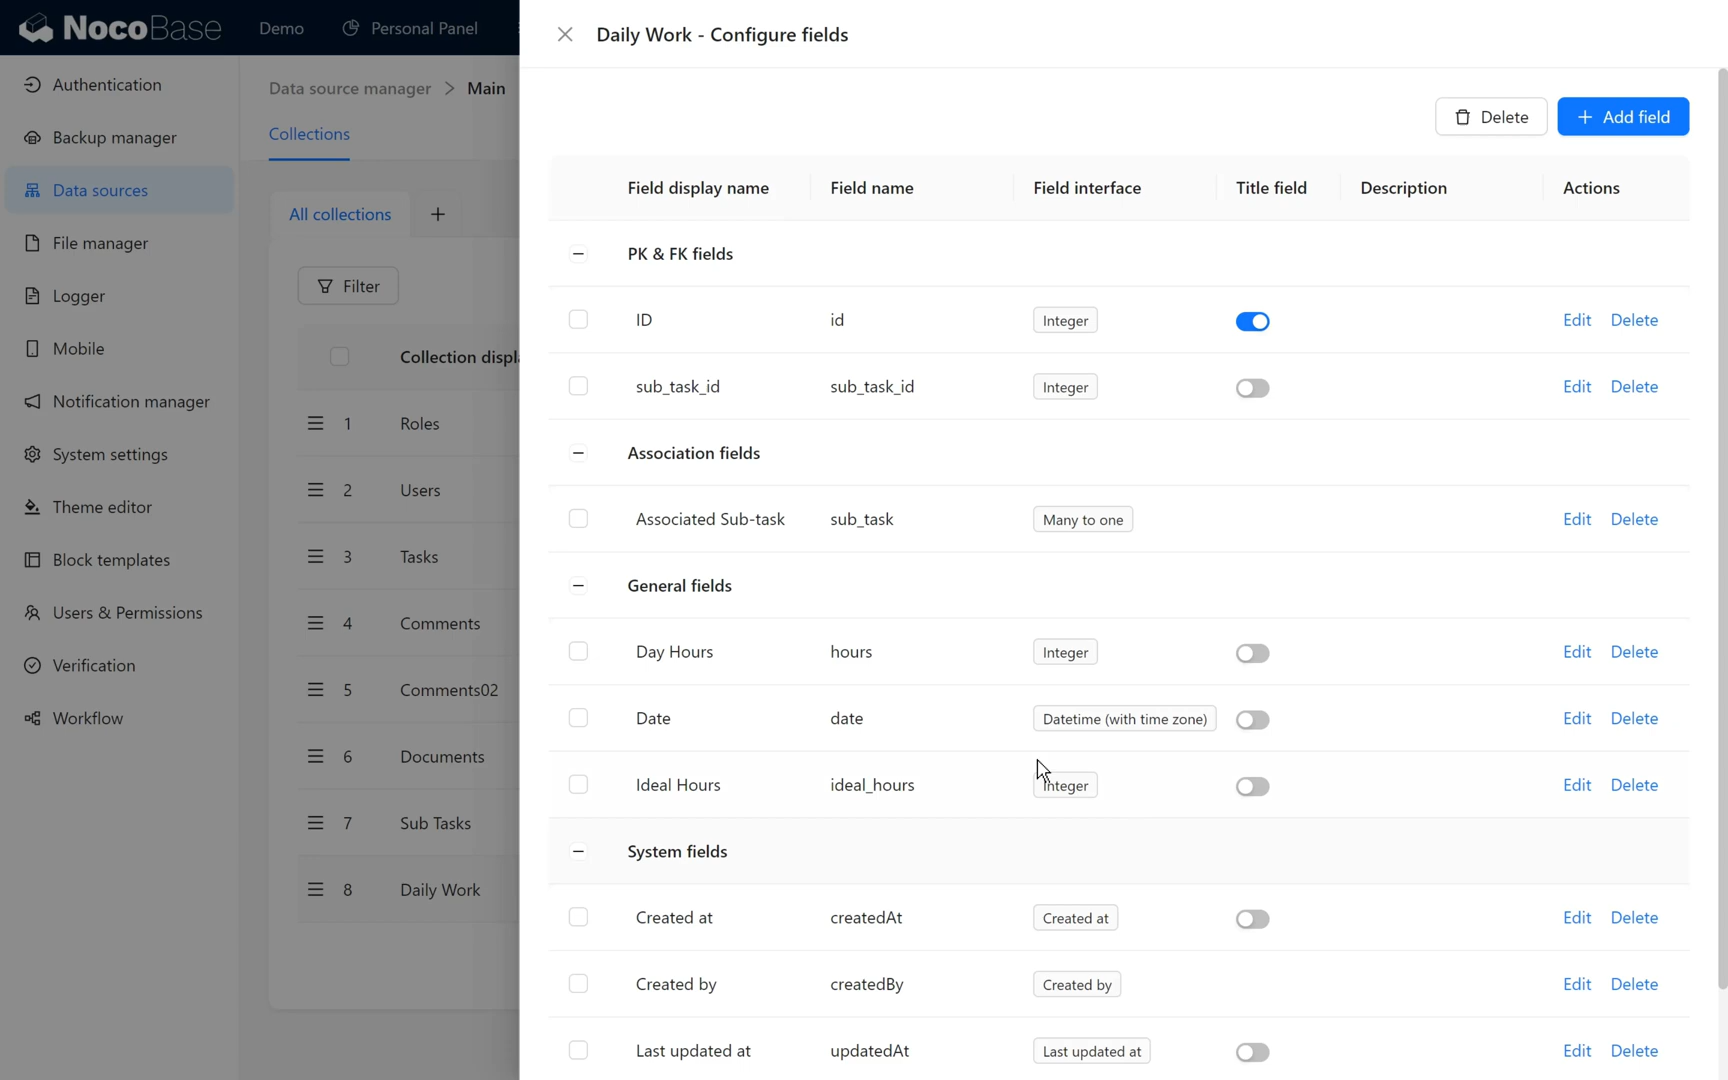 NocoBase
Demo
Personal Panel
Authentication
Backup manager
Data sources
File manager
Logger
Mobile
Notification manager
System settings
Theme editor
Block templates
Users & Permissions
Verification
Workflow
Data source manager > Main
Collections
All collections
Filter
Collection displ
1 Roles
2 Users
3 Tasks
4 Comments
5 Comments02
6 Documents
7 Sub Tasks
8 Daily Work
Daily Work - Configure fields
Delete
Add field
Field display name Field name Field interface Title field Description Actions
PK & FK fields
ID id Integer Edit Delete
sub_task_id sub_task_id Integer Edit Delete
Association fields
Associated Sub-task sub_task Many to one Edit Delete
General fields
Day Hours hours Integer Edit Delete
Date date Datetime (with time zone) Edit Delete
Ideal Hours ideal_hours Integer Edit Delete
System fields
Created at createdAt Created at Edit Delete
Created by createdBy Created by Edit Delete
Last updated at updatedAt Last updated at Edit Delete